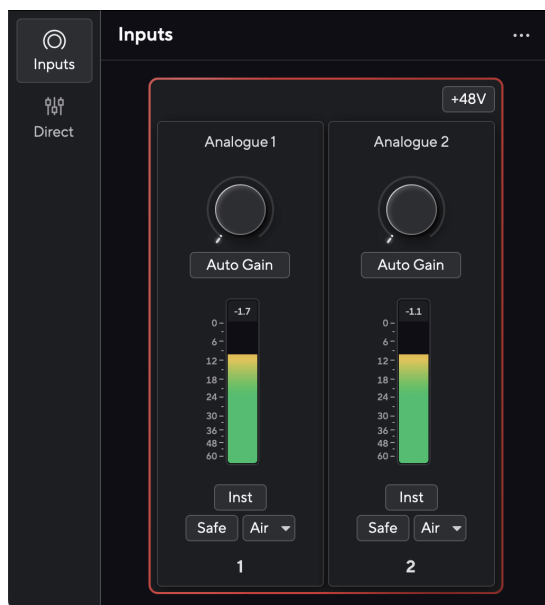 Inputs
Inputs
...
Direct
+48V
Analogue 1
Analogue 2
Auto Gain
Auto Gain
-1.7
0
6
12
18
24
30
36
48
60
-1.1
0
6
12
18
24
30
36
48
60
Inst
Inst
Safe
Air
Safe
Air
1
2